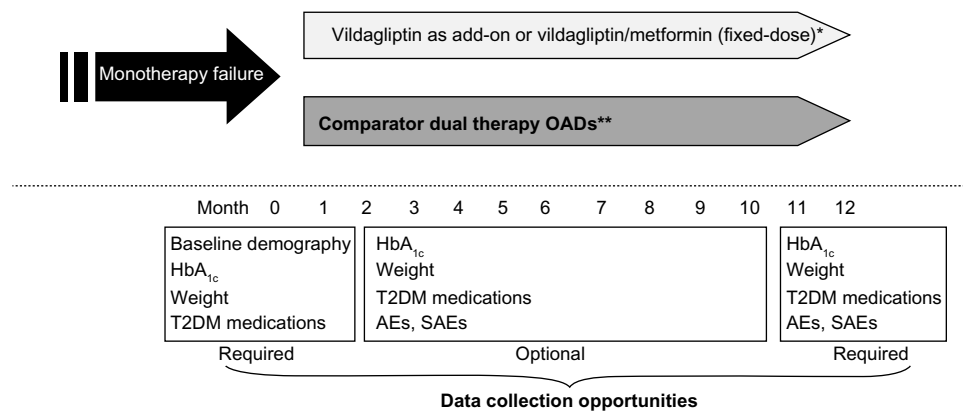 Vildagliptin as add-on or vildagliptin/metformin (fixed-dose)*
Monotherapy failure
Comparator dual therapy OADs**
Month 0 1 2 3 4 5 6 7 8 9 10 11 12
Baseline demography
HbA1c
Weight
T2DM medications
Required
HbA1c
Weight
T2DM medications
AEs, SAEs
Optional
HbA1c
Weight
T2DM medications
AEs, SAEs
Required
Data collection opportunities